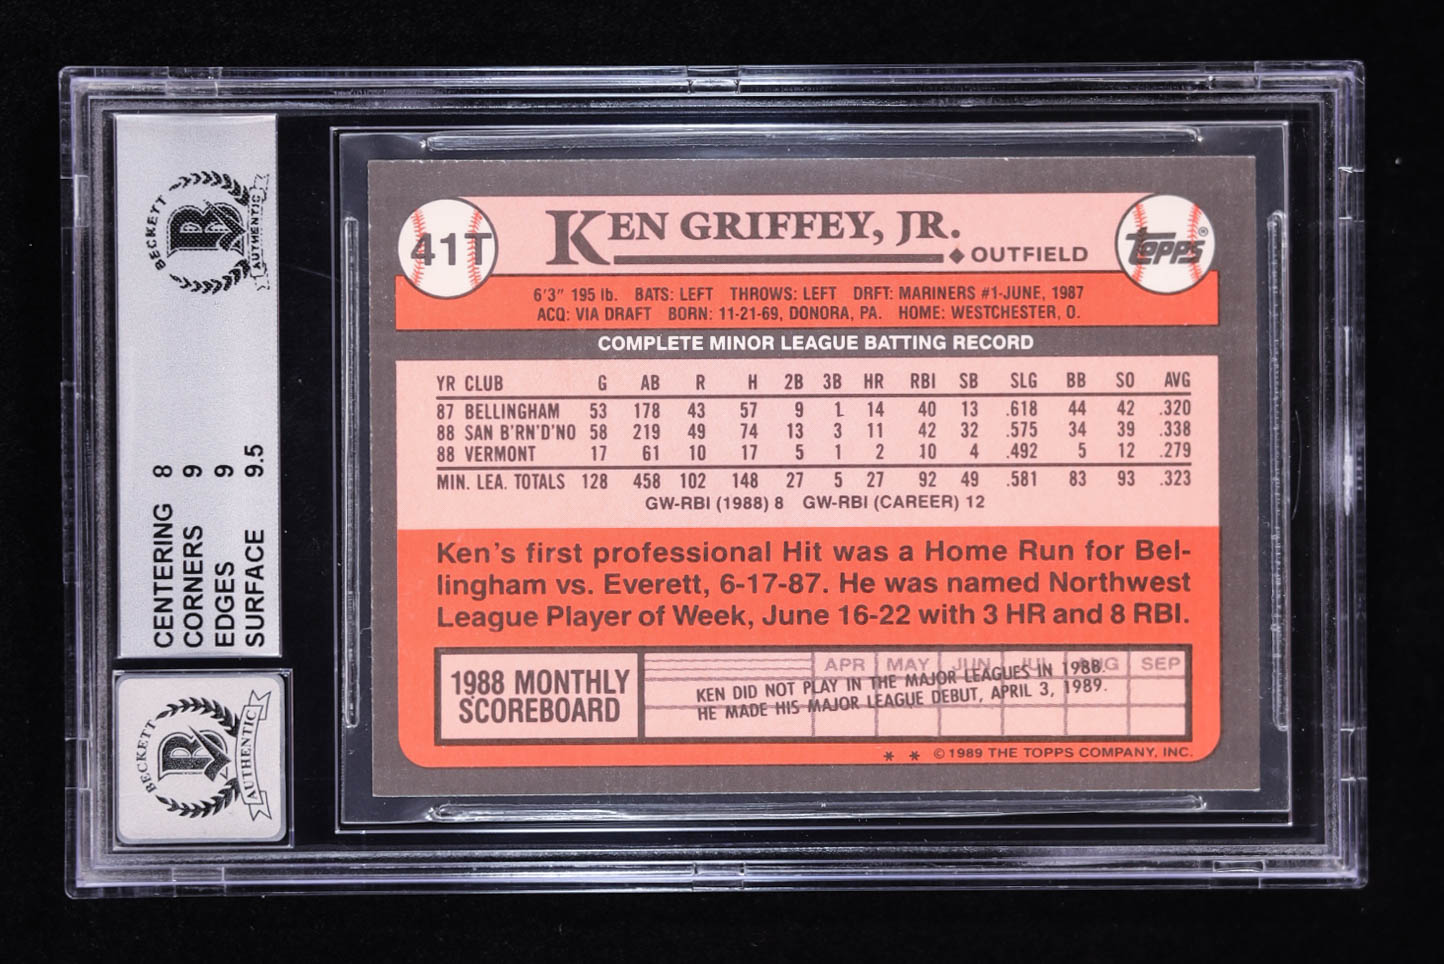 BECKETT
B
AUTHENTIC
CENTERING 8
CORNERS 9
EDGES 9
SURFACE 9.5
BECKETT
B
AUTHENTIC
41T
KEN GRIFFEY, JR.
◆ OUTFIELD
TOPPS®
6'3" 195 lb. BATS: LEFT THROWS: LEFT DRFT: MARINERS #1-JUNE, 1987
ACQ: VIA DRAFT BORN: 11-21-69, DONORA, PA. HOME: WESTCHESTER, O.
COMPLETE MINOR LEAGUE BATTING RECORD
YR CLUB G AB R H 2B 3B HR RBI SB SLG BB SO AVG
87 BELLINGHAM 53 178 43 57 9 1 14 40 13 .618 44 42 .320
88 SAN B'RN'D'NO 58 219 49 74 13 3 11 42 32 .575 34 39 .338
88 VERMONT 17 61 10 17 5 1 2 10 4 .492 5 12 .279
MIN. LEA. TOTALS 128 458 102 148 27 5 27 92 49 .581 83 93 .323
GW-RBI (1988) 8 GW-RBI (CAREER) 12
Ken's first professional Hit was a Home Run for Bel-
lingham vs. Everett, 6-17-87. He was named Northwest
League Player of Week, June 16-22 with 3 HR and 8 RBI.
1988 MONTHLY
SCOREBOARD
APR MAY JUN JUL AUG SEP
KEN DID NOT PLAY IN THE MAJOR LEAGUES IN 1988.
HE MADE HIS MAJOR LEAGUE DEBUT, APRIL 3, 1989.
* * © 1989 THE TOPPS COMPANY, INC.